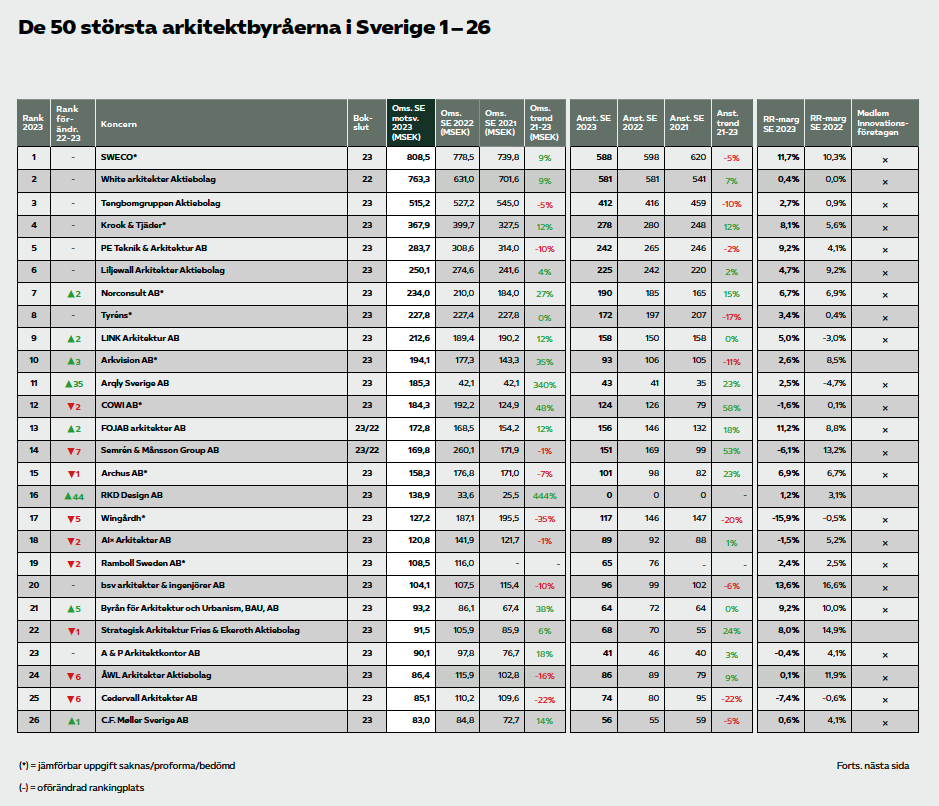 De 50 största arkitektbyråerna i Sverige 1 – 26
Rank 2023 | Rank för- ändr. 22-23 | Koncern | Bok- slut | Oms. SE motsv. 2023 (MSEK) | Oms. SE 2022 (MSEK) | Oms. SE 2021 (MSEK) | Oms. trend 21-23 (MSEK) | Anst. SE 2023 | Anst. SE 2022 | Anst. SE 2021 | Anst. trend 21-23 | RR-marg SE 2023 | RR-marg SE 2022 | Medlem Innovations- företagen
1 - SWECO* 23 808,5 778,5 739,8 9% 588 598 620 -5% 11,7% 10,3% ×
2 - White arkitekter Aktiebolag 22 763,3 631,0 701,6 9% 581 581 541 7% 0,4% 0,0% ×
3 - Tengbomgruppen Aktiebolag 23 515,2 527,2 545,0 -5% 412 416 459 -10% 2,7% 0,9% ×
4 - Krook & Tjäder* 23 367,9 399,7 327,5 12% 278 280 248 12% 8,1% 5,6% ×
5 - PE Teknik & Arkitektur AB 23 283,7 308,6 314,0 -10% 242 265 246 -2% 9,2% 4,1% ×
6 - Liljewall Arkitekter Aktiebolag 23 250,1 274,6 241,6 4% 225 242 220 2% 4,7% 9,2% ×
7 ▲2 Norconsult AB* 23 234,0 210,0 184,0 27% 190 185 165 15% 6,7% 6,9% ×
8 - Tyréns* 23 227,8 227,4 227,8 0% 172 197 207 -17% 3,4% 0,4% ×
9 ▲2 LINK Arkitektur AB 23 212,6 189,4 190,2 12% 158 150 158 0% 5,0% -3,0% ×
10 ▲3 Arkvision AB* 23 194,1 177,3 143,3 35% 93 106 105 -11% 2,6% 8,5%
11 ▲35 Arqly Sverige AB 23 185,3 42,1 42,1 340% 43 41 35 23% 2,5% -4,7% ×
12 ▼2 COWI AB* 23 184,3 192,2 124,9 48% 124 126 79 58% -1,6% 0,1% ×
13 ▲2 FOJAB arkitekter AB 23/22 172,8 168,5 154,2 12% 156 146 132 18% 11,2% 8,8% ×
14 ▼7 Semrén & Månsson Group AB 23/22 169,8 260,1 171,9 -1% 151 169 99 53% -6,1% 13,2% ×
15 ▼1 Archus AB* 23 158,3 176,8 171,0 -7% 101 98 82 23% 6,9% 6,7% ×
16 ▲44 RKD Design AB 23 138,9 33,6 25,5 444% 0 0 0 - 1,2% 3,1%
17 ▼5 Wingårdh* 23 127,2 187,1 195,5 -35% 117 146 147 -20% -15,9% -0,5% ×
18 ▼2 AIx Arkitekter AB 23 120,8 141,9 121,7 -1% 89 92 88 1% -1,5% 5,2% ×
19 ▼2 Ramboll Sweden AB* 23 108,5 116,0 - - 65 76 - - 2,4% 2,5% ×
20 - bsv arkitekter & ingenjörer AB 23 104,1 107,5 115,4 -10% 96 99 102 -6% 13,6% 16,6% ×
21 ▲5 Byrån för Arkitektur och Urbanism, BAU, AB 23 93,2 86,1 67,4 38% 64 72 64 0% 9,2% 10,0% ×
22 ▼1 Strategisk Arkitektur Fries & Ekeroth Aktiebolag 23 91,5 105,9 85,9 6% 68 70 55 24% 8,0% 14,9%
23 - A & P Arkitektkontor AB 23 90,1 97,8 76,7 18% 41 46 40 3% -0,4% 4,1% ×
24 ▼6 ÅWL Arkitekter Aktiebolag 23 86,4 115,9 102,8 -16% 86 89 79 9% 0,1% 11,9% ×
25 ▼6 Cedervall Arkitekter AB 23 85,1 110,2 109,6 -22% 74 80 95 -22% -7,4% -0,6% ×
26 ▲1 C.F. Møller Sverige AB 23 83,0 84,8 72,7 14% 56 55 59 -5% 0,6% 4,1% ×
(*) = jämförbar uppgift saknas/proforma/bedömd
Forts. nästa sida
(-) = oförändrad rankingplats